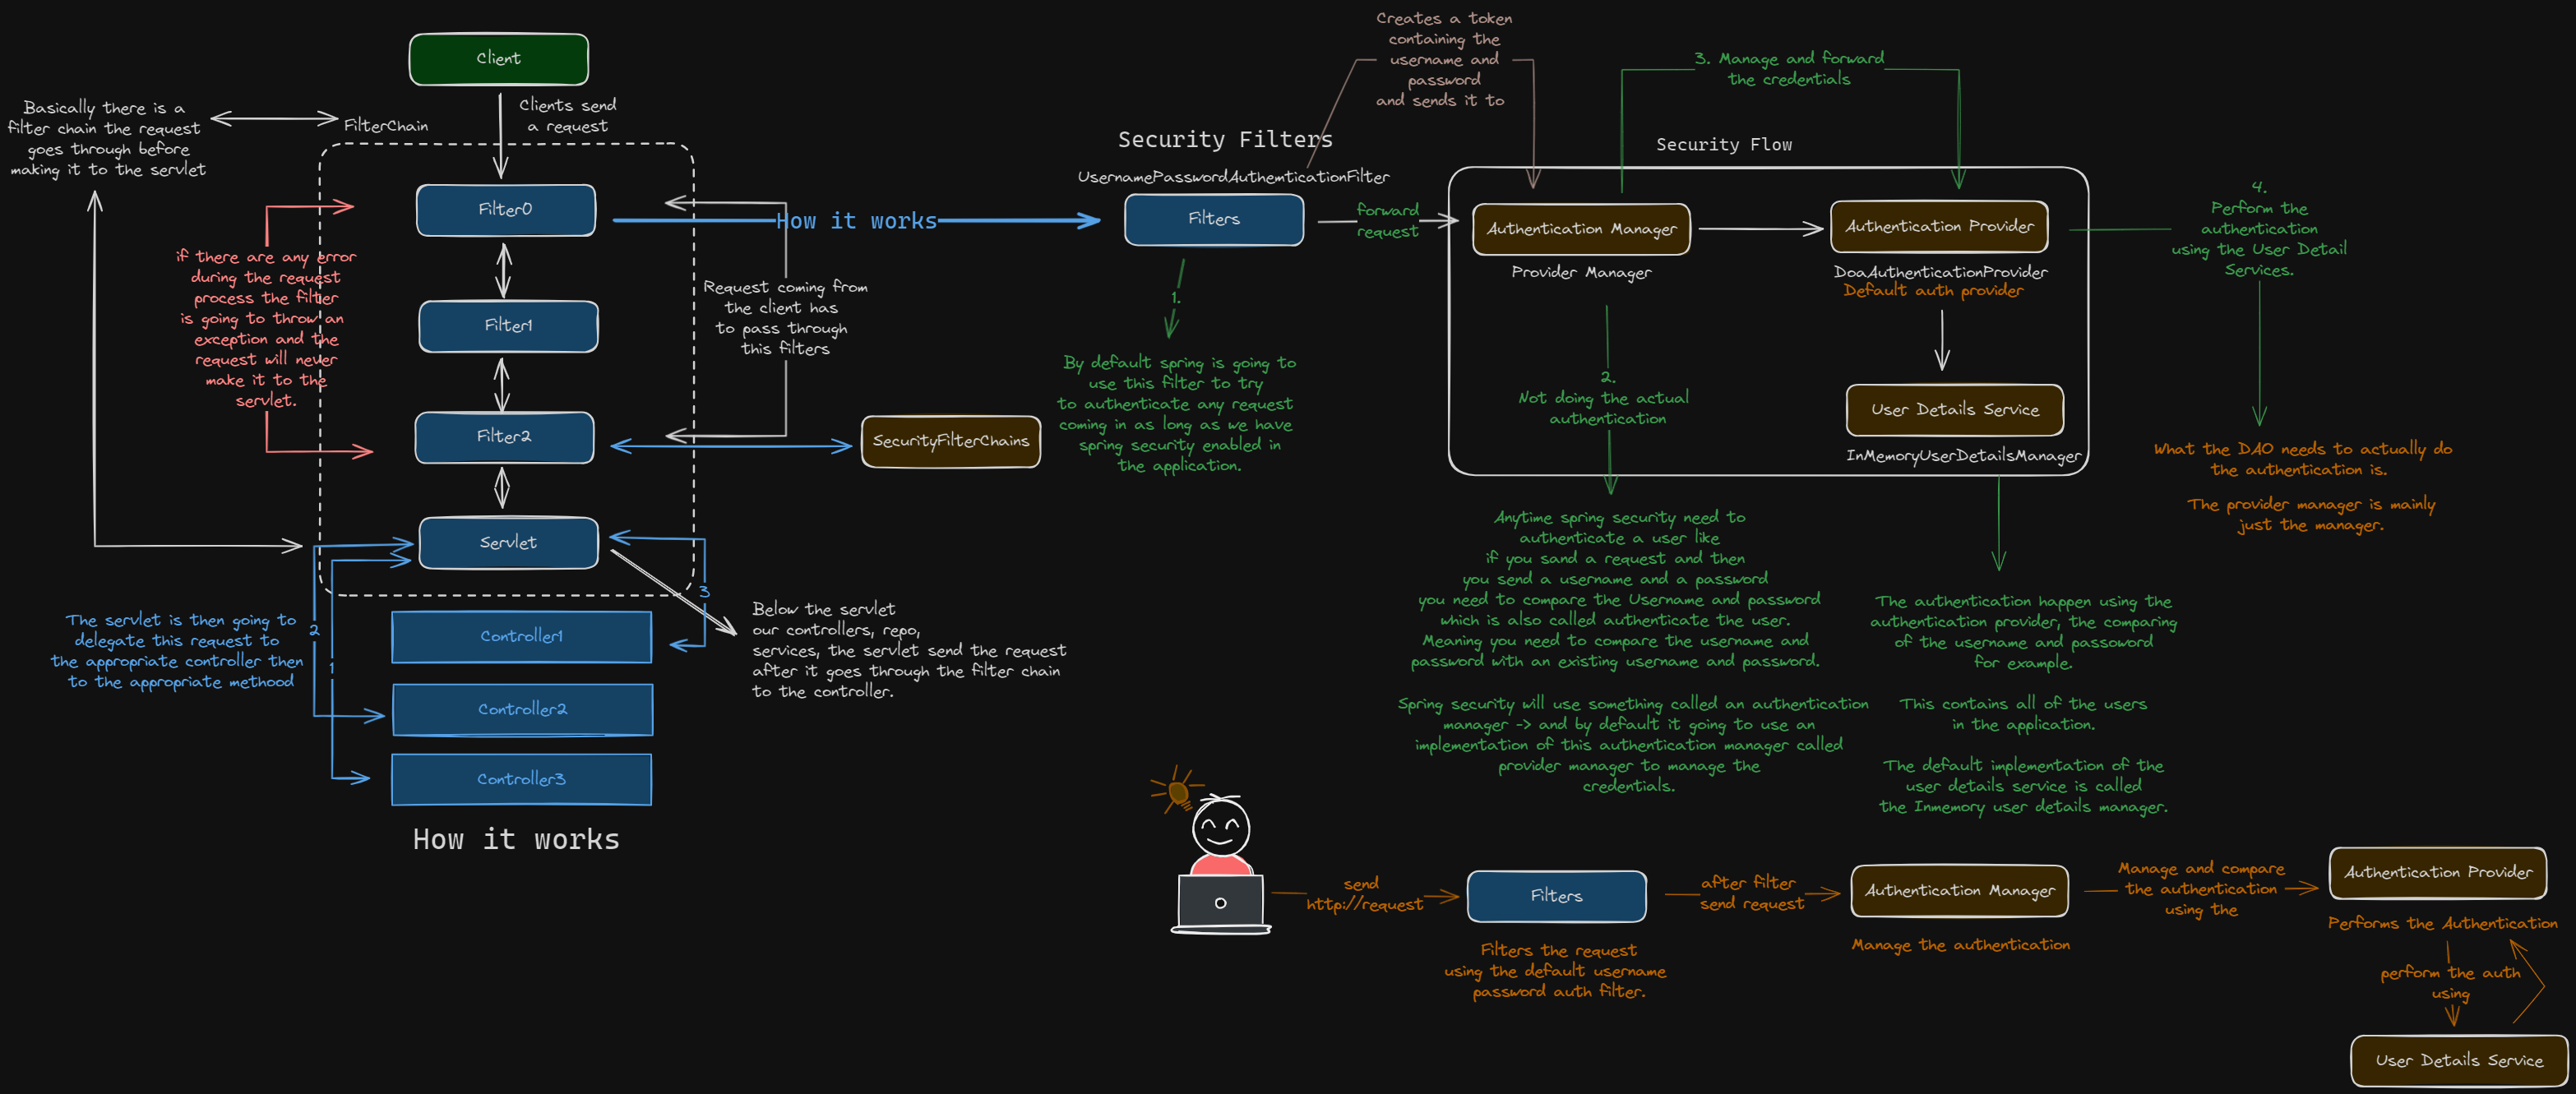 Client
Basically there is a
filter chain the request
goes through before
making it to the servlet
FilterChain
Clients send
a request
Filter0
if there are any error
during the request
process the filter
is going to throw an
exception and the
request will never
make it to the
servlet.
Filter1
Request coming from
the client has
to pass through
this filters
Filter2
SecurityFilterChains
Servlet
The servlet is then going to
delegate this request to
the appropriate controller then
to the appropriate methood
2
1
3
Controller1
Controller2
Controller3
Below the servlet
our controllers, repo,
services, the servlet send the request
after it goes through the filter chain
to the controller.
How it works
How it works
Security Filters
UsernamePasswordAuthemticationFilter
Filters
1.
By default spring is going to
use this filter to try
to authenticate any request
coming in as long as we have
spring security enabled in
the application.
Creates a token
containing the
username and
password
and sends it to
forward
request
3. Manage and forward
the credentials
Security Flow
Authentication Manager
Provider Manager
Authentication Provider
DoaAuthenticationProvider
Default auth provider
User Details Service
InMemoryUserDetailsManager
2.
Not doing the actual
authentication
Anytime spring security need to
authenticate a user like
if you sand a request and then
you send a username and a password
you need to compare the Username and password
which is also called authenticate the user.
Meaning you need to compare the username and
password with an existing username and password.
Spring security will use something called an authentication
manager -> and by default it going to use an
implementation of this authentication manager called
provider manager to manage the
credentials.
4.
Perform the
authentication
using the User Detail
Services.
What the DAO needs to actually do
the authentication is.
The provider manager is mainly
just the manager.
The authentication happen using the
authentication provider, the comparing
of the username and passoword
for example.
This contains all of the users
in the application.
The default implementation of the
user details service is called
the Inmemory user details manager.
send
http://request
Filters
Filters the request
using the default username
password auth filter.
after filter
send request
Authentication Manager
Manage the authentication
Manage and compare
the authentication
using the
Authentication Provider
Performs the Authentication
perform the auth
using
User Details Service